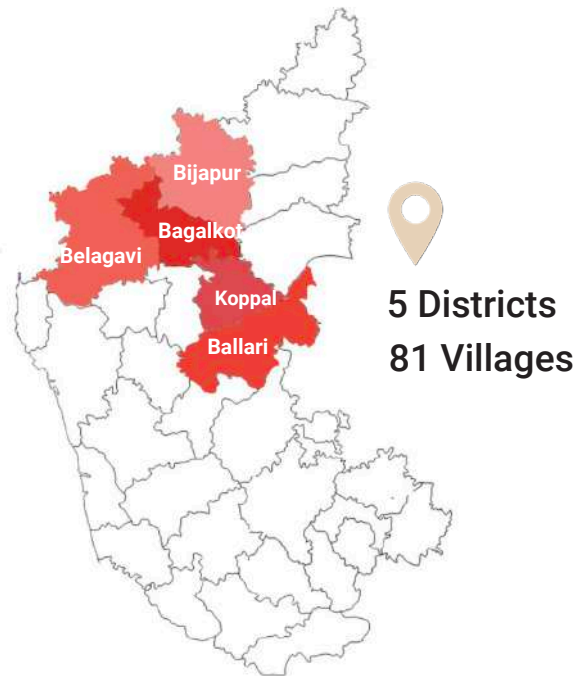 Bijapur
Bagalkot
Belagavi
Koppal
Ballari
5 Districts
81 Villages